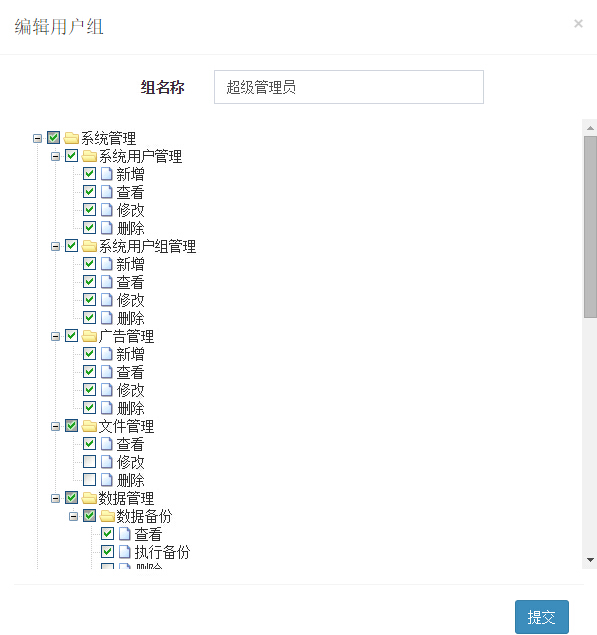 编辑用户组
×
组名称 超级管理员
系统管理
系统用户管理
新增
查看
修改
删除
系统用户组管理
新增
查看
修改
删除
广告管理
新增
查看
修改
删除
文件管理
查看
修改
删除
数据管理
数据备份
查看
执行备份
删除
提交